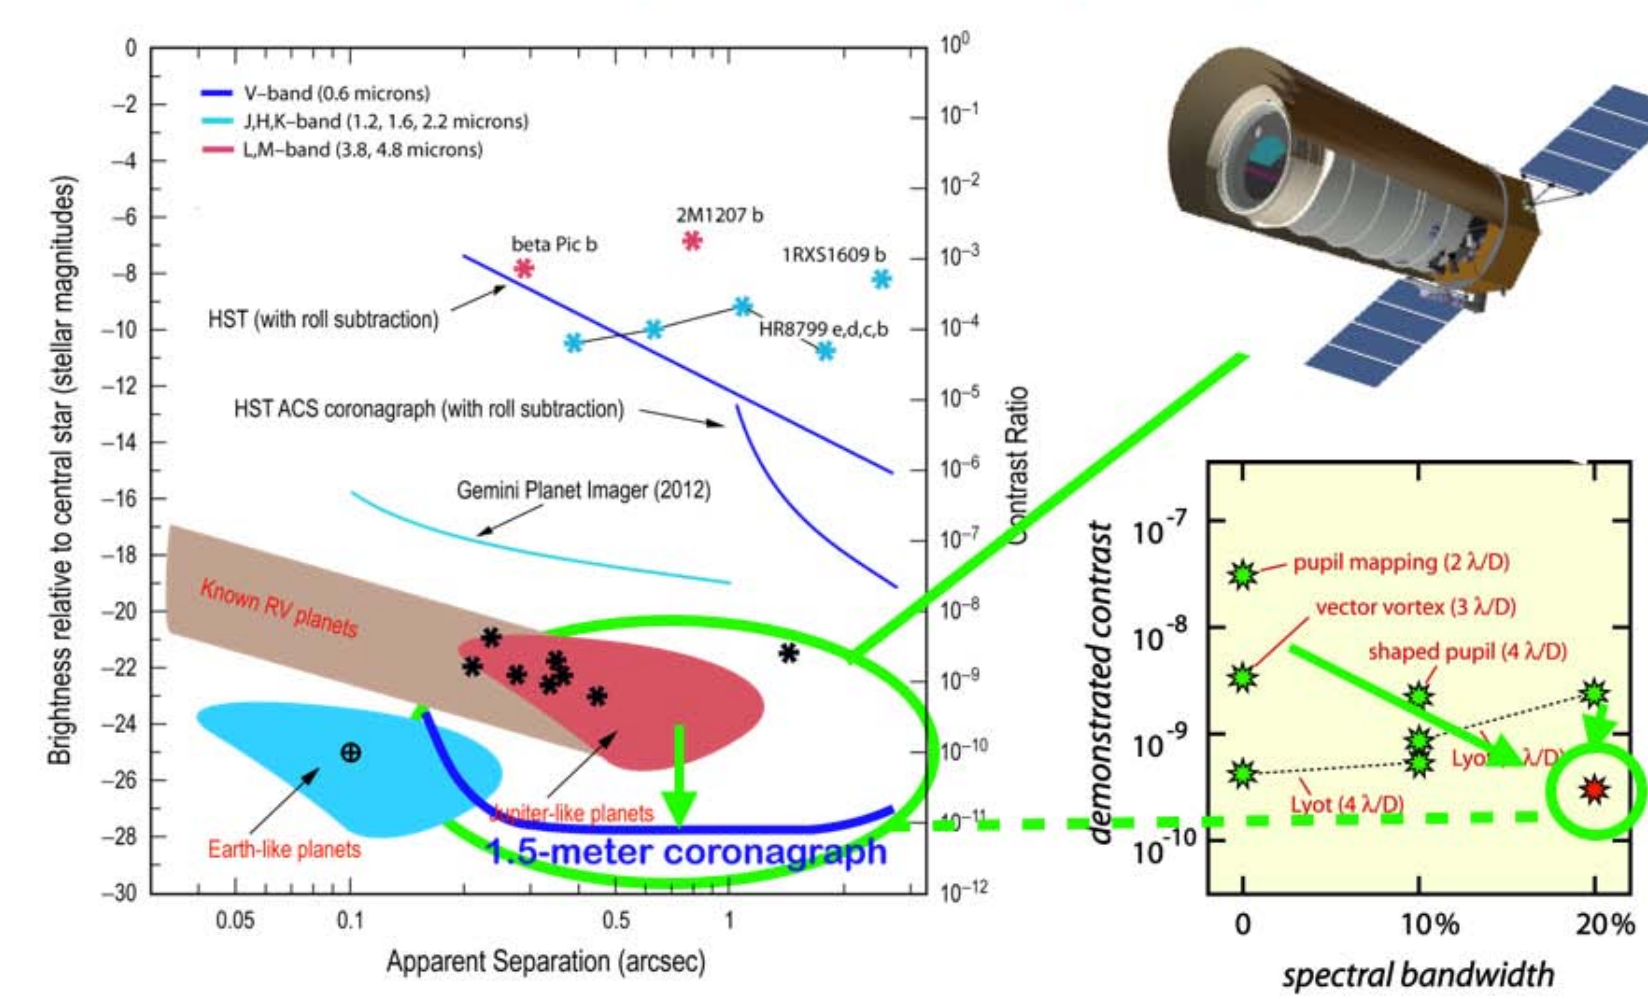 V–band (0.6 microns)
J,H,K–band (1.2, 1.6, 2.2 microns)
L,M–band (3.8, 4.8 microns)
Brightness relative to central star (stellar magnitudes)
0
–2
–4
–6
–8
–10
–12
–14
–16
–18
–20
–22
–24
–26
–28
–30
2M1207 b
beta Pic b
1RXS1609 b
HST (with roll subtraction)
HR8799 e,d,c,b
HST ACS coronagraph (with roll subtraction)
Gemini Planet Imager (2012)
Known RV planets
Jupiter-like planets
Earth-like planets
1.5-meter coronagraph
0.05
0.1
0.5
1
Apparent Separation (arcsec)
10⁰
10⁻¹
10⁻²
10⁻³
10⁻⁴
10⁻⁵
10⁻⁶
10⁻⁷
10⁻⁸
10⁻⁹
10⁻¹⁰
10⁻¹¹
10⁻¹²
Contrast Ratio
demonstrated contrast
10⁻⁷
10⁻⁸
10⁻⁹
10⁻¹⁰
pupil mapping (2 λ/D)
vector vortex (3 λ/D)
shaped pupil (4 λ/D)
Lyot λ/D)
Lyot (4 λ/D)
0
10%
20%
spectral bandwidth